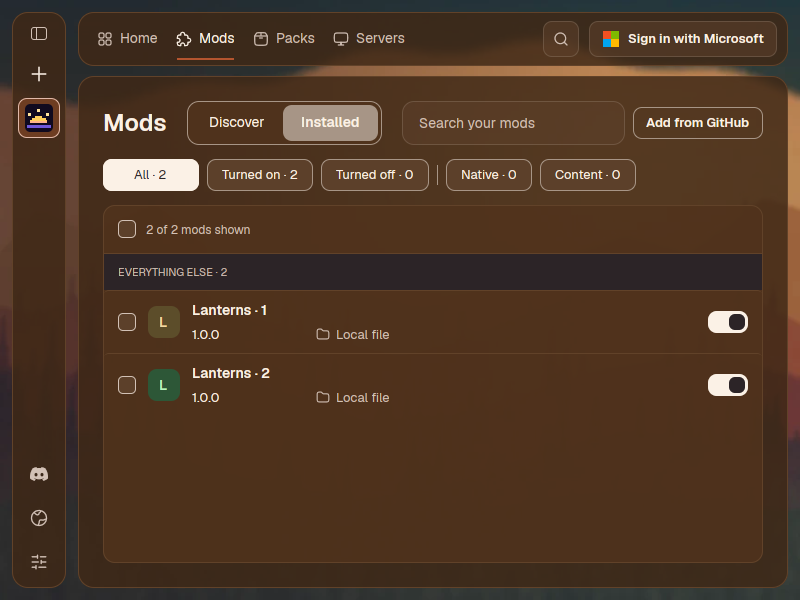 Home
Mods
Packs
Servers
Sign in with Microsoft
Mods
Discover
Installed
Search your mods
Add from GitHub
All · 2
Turned on · 2
Turned off · 0
Native · 0
Content · 0
2 of 2 mods shown
EVERYTHING ELSE · 2
L
Lanterns · 1
1.0.0
Local file
L
Lanterns · 2
1.0.0
Local file